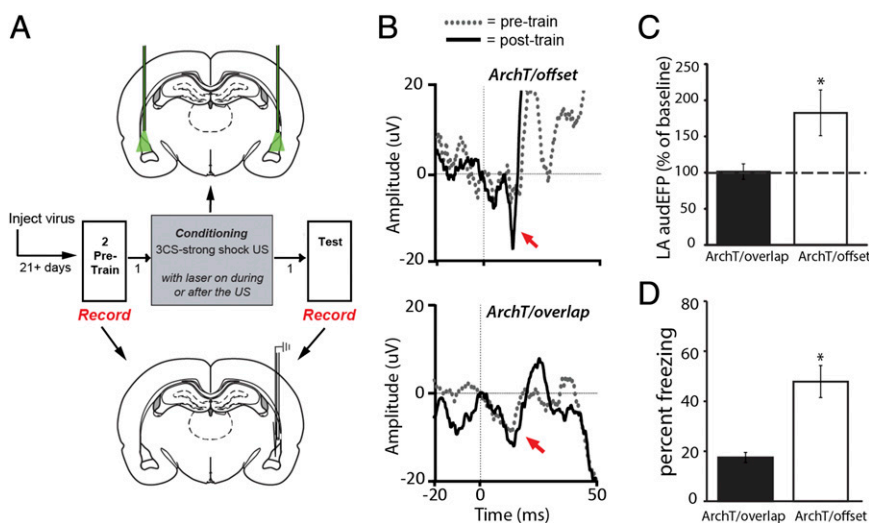 A
Inject virus
21+ days
2
Pre-
Train
1
Conditioning
3CS-strong shock US
with laser on during
or after the US
1
Test
Record
Record
B
= pre-train
= post-train
ArchT/offset
20
0
-20
Amplitude (uV)
ArchT/overlap
20
0
-20
Amplitude (uV)
-20
0
50
Time (ms)
C
LA audEFP (% of baseline)
250
200
150
100
50
0
*
ArchT/overlap
ArchT/offset
D
percent freezing
80
60
40
20
0
*
ArchT/overlap
ArchT/offset